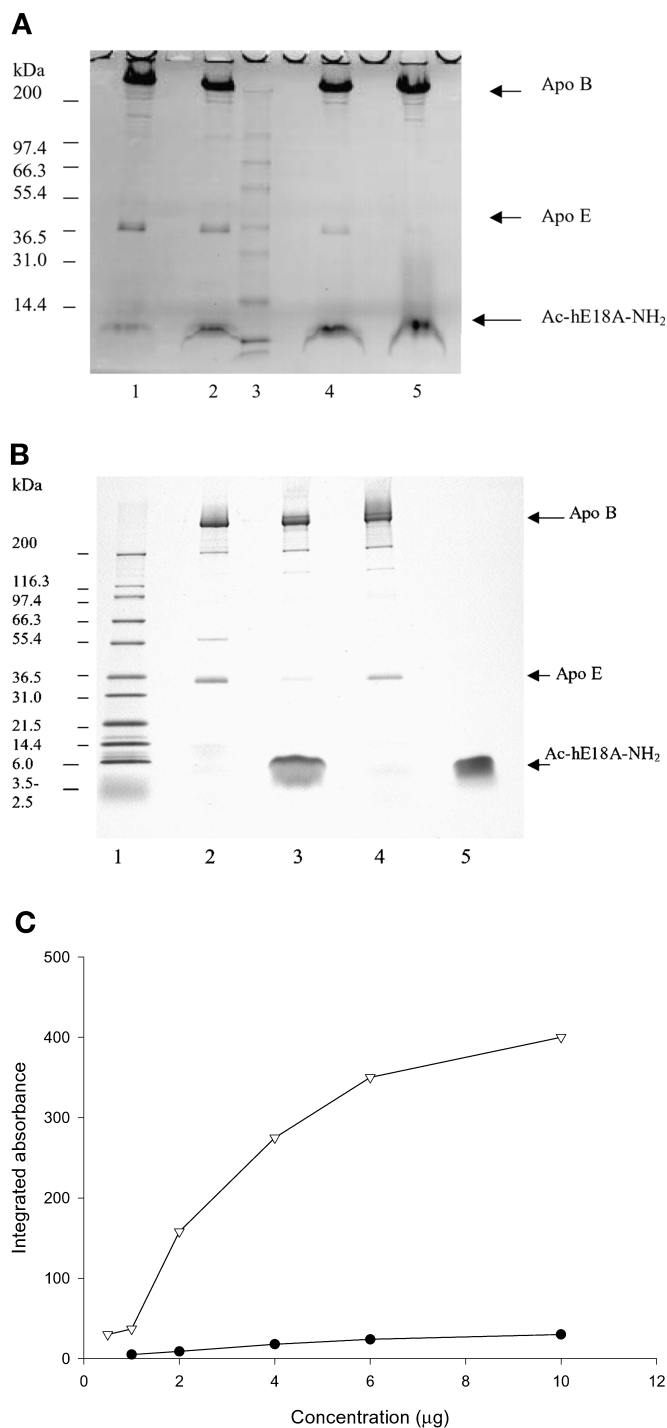 A
kDa
200
97.4
66.3
55.4
36.5
31.0
14.4
Apo B
Apo E
Ac-hE18A-NH2
1 2 3 4 5
B
kDa
200
116.3
97.4
66.3
55.4
36.5
31.0
21.5
14.4
6.0
3.5-
2.5
Apo B
Apo E
Ac-hE18A-NH2
1 2 3 4 5
C
500
400
300
200
100
0
Integrated absorbance
0 2 4 6 8 10 12
Concentration (µg)